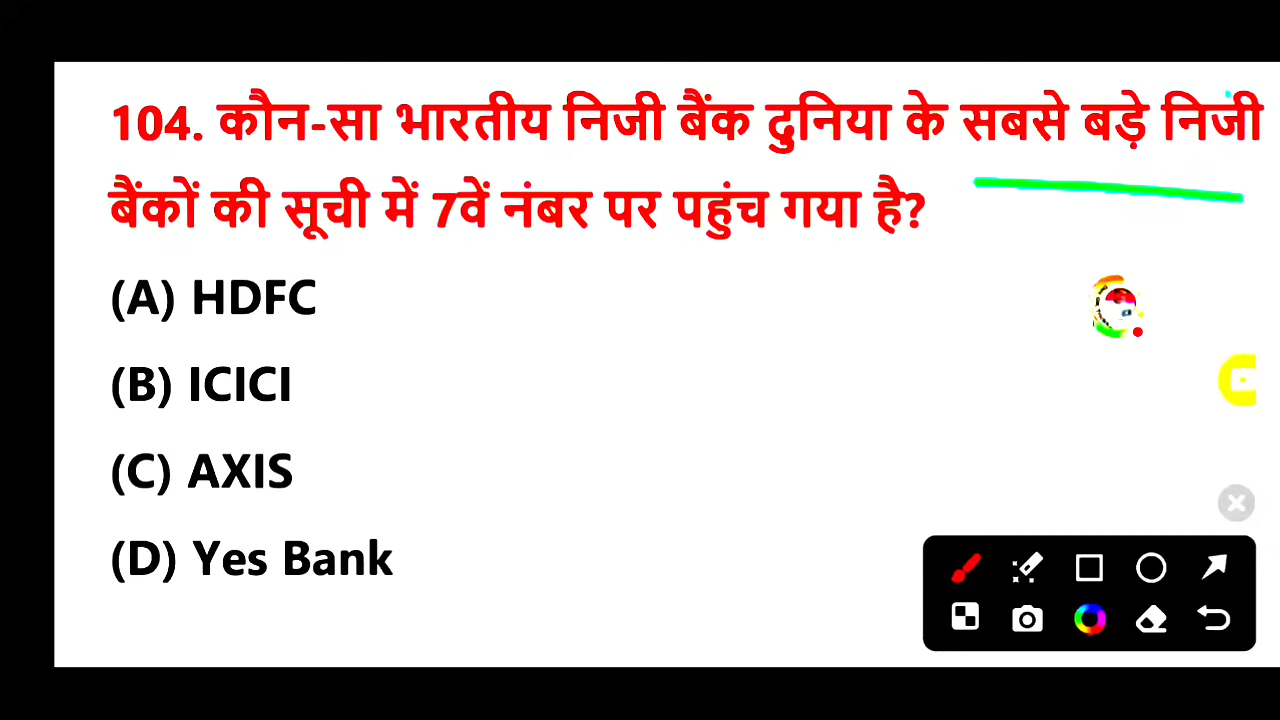 104. कौन-सा भारतीय निजी बैंक दुनिया के सबसे बड़े निजी
बैंकों की सूची में 7वें नंबर पर पहुंच गया है?
(A) HDFC
(B) ICICI
(C) AXIS
(D) Yes Bank